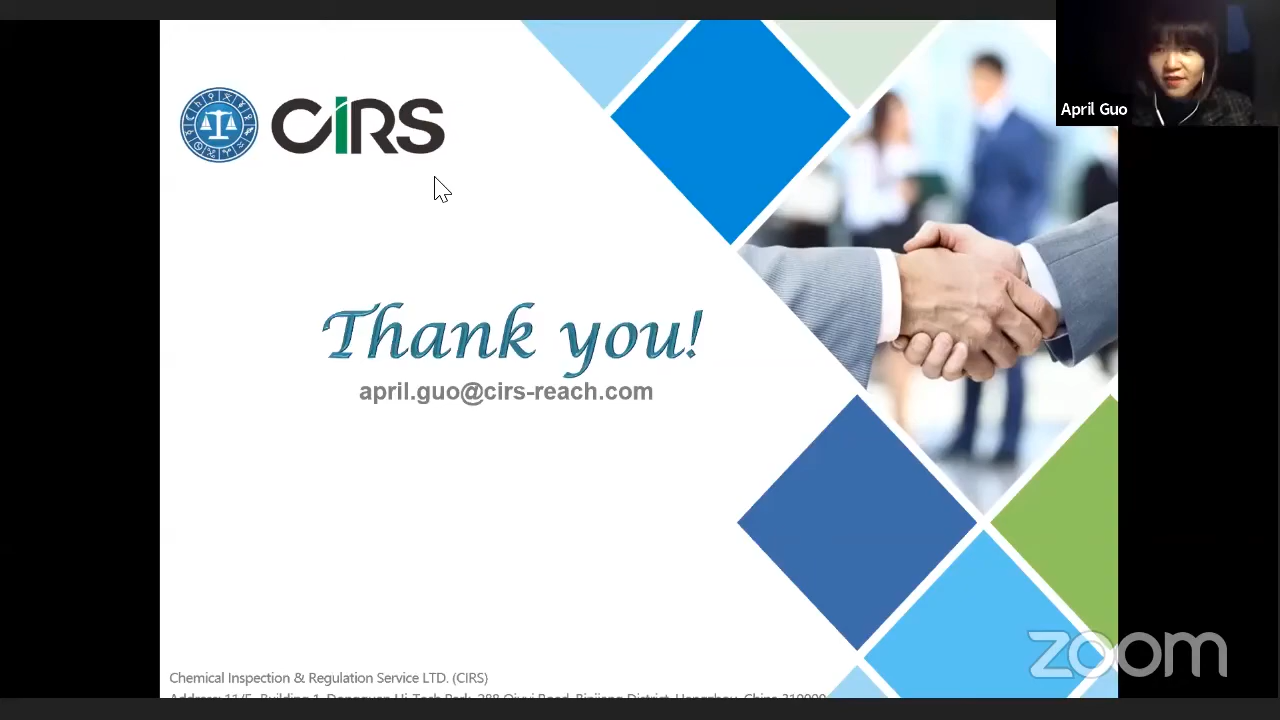 CIRS
April Guo
Thank you!
april.guo@cirs-reach.com
zoom
Chemical Inspection & Regulation Service LTD. (CIRS)